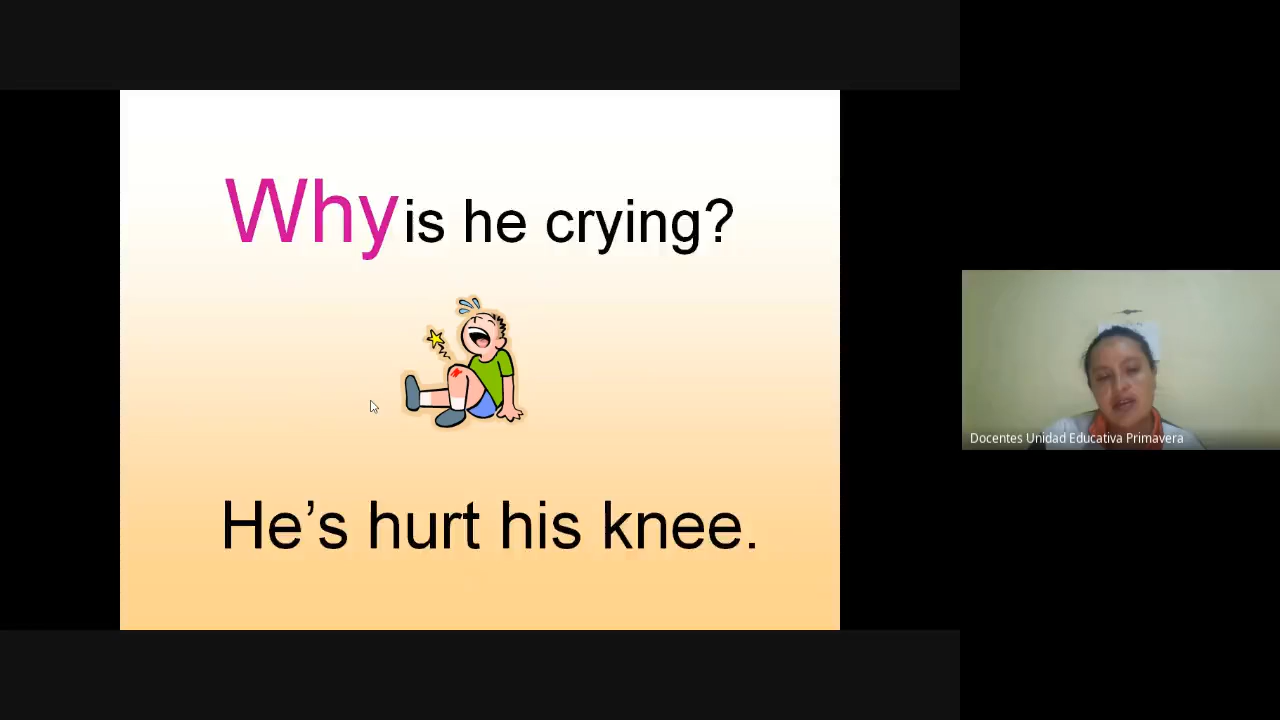 Why is he crying?
He’s hurt his knee.
Docentes Unidad Educativa Primavera